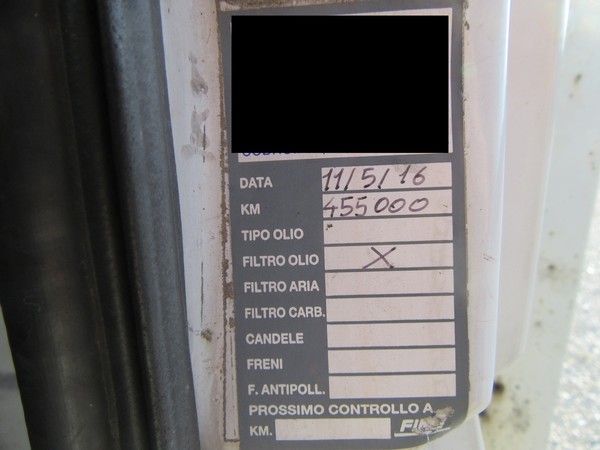 DATA 11/5/16
KM 455000
TIPO OLIO
FILTRO OLIO X
FILTRO ARIA
FILTRO CARB.
CANDELE
FRENI
F. ANTIPOLL.
PROSSIMO CONTROLLO A
KM.